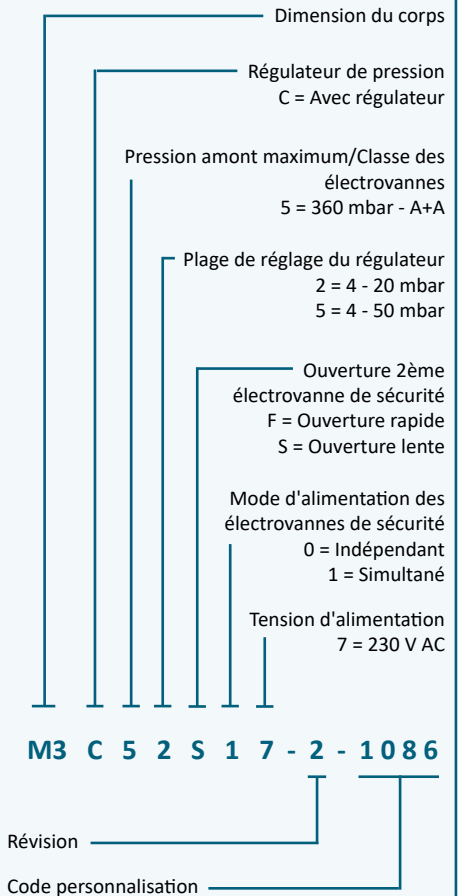 Dimension du corps
Régulateur de pression
C = Avec régulateur
Pression amont maximum/Classe des
électrovannes
5 = 360 mbar - A+A
Plage de réglage du régulateur
2 = 4 - 20 mbar
5 = 4 - 50 mbar
Ouverture 2ème
électrovanne de sécurité
F = Ouverture rapide
S = Ouverture lente
Mode d'alimentation des
électrovannes de sécurité
0 = Indépendant
1 = Simultané
Tension d'alimentation
7 = 230 V AC
M3 C 5 2 S 1 7 - 2 - 1086
Révision
Code personnalisation